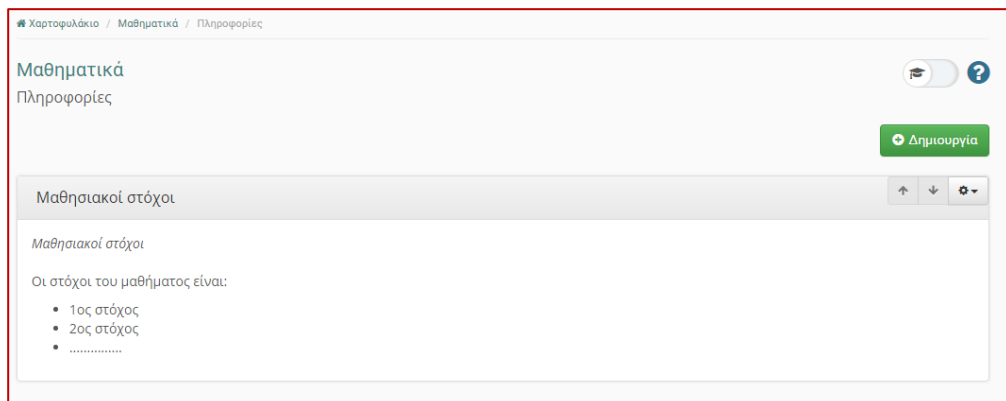 Χαρτοφυλάκιο / Μαθηματικά / Πληροφορίες
Μαθηματικά
Πληροφορίες
Δημιουργία
Μαθησιακοί στόχοι
Μαθησιακοί στόχοι
Οι στόχοι του μαθήματος είναι:
• 1ος στόχος
• 2ος στόχος
• ...............